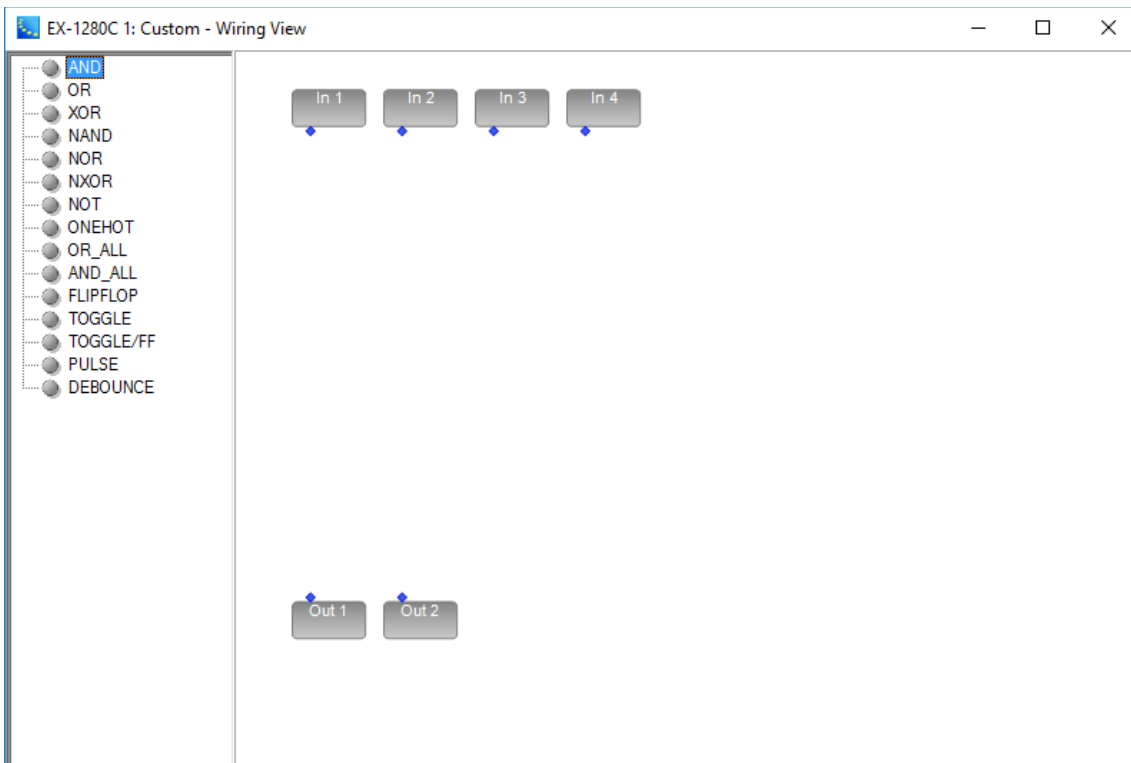 EX-1280C 1: Custom - Wiring View
AND
OR
XOR
NAND
NOR
NXOR
NOT
ONEHOT
OR_ALL
AND_ALL
FLIPFLOP
TOGGLE
TOGGLE/FF
PULSE
DEBOUNCE
In 1 In 2 In 3 In 4
Out 1 Out 2